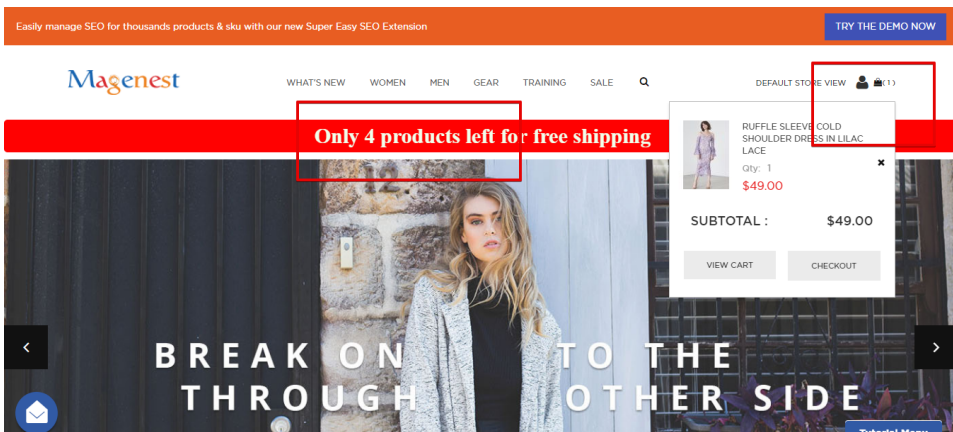 Easily manage SEO for thousands products & sku with our new Super Easy SEO Extension
TRY THE DEMO NOW
Magenest
WHAT'S NEW WOMEN MEN GEAR TRAINING SALE
DEFAULT STORE VIEW (1)
Only 4 products left for free shipping
RUFFLE SLEEVE COLD
SHOULDER DRESS IN LILAC
LACE
Qty: 1
$49.00
SUBTOTAL : $49.00
VIEW CART CHECKOUT
12
BREAK ON TO THE
THROUGH OTHER SIDE
Tutorial Menu